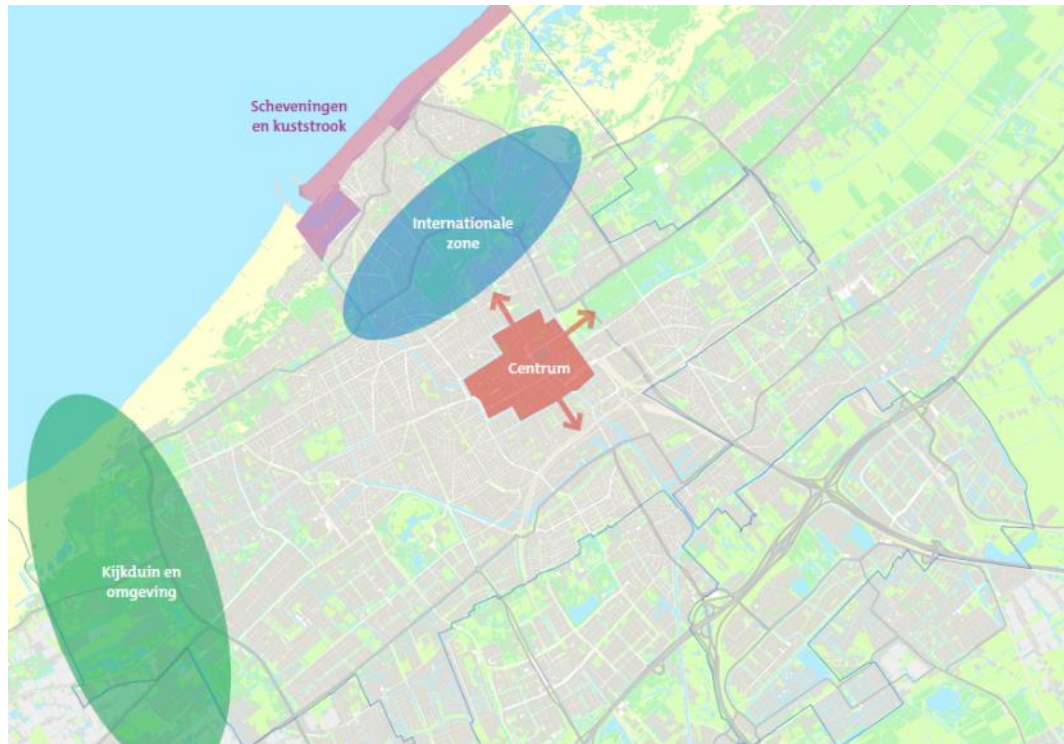 Scheveningen
en kuststrook
Internationale
zone
Centrum
Kijkduin en
omgeving